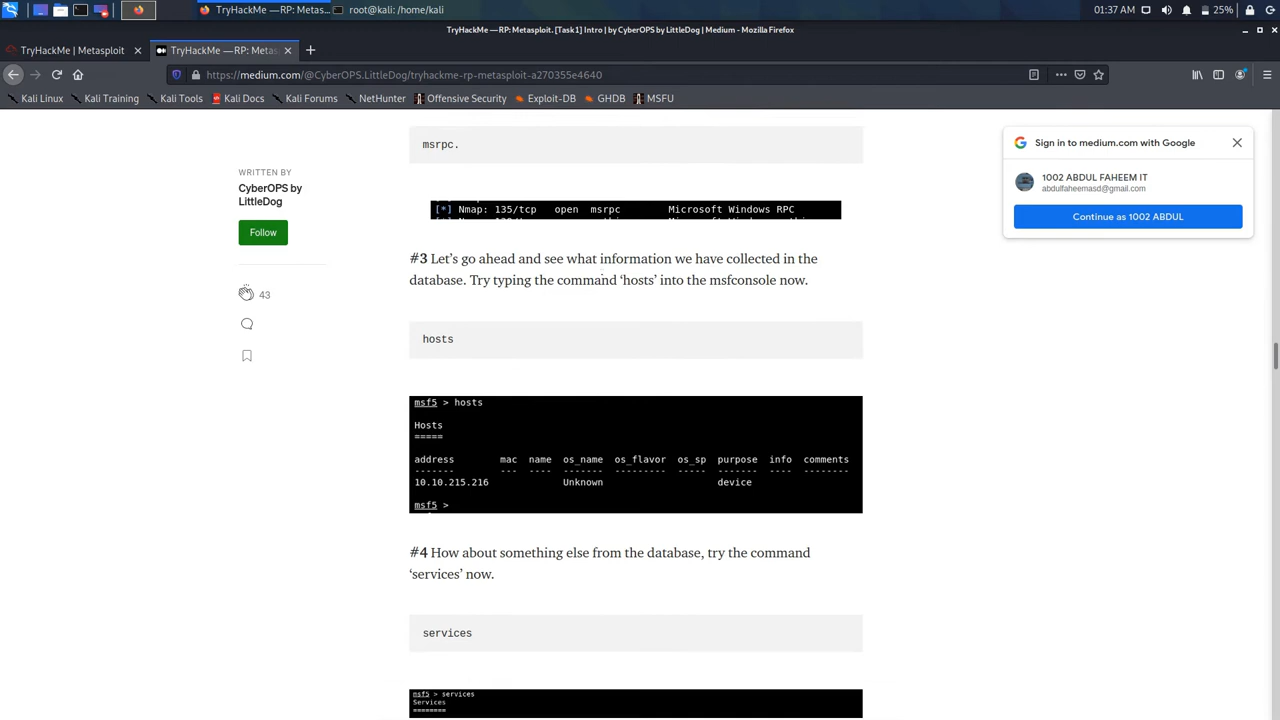 TryHackMe — RP: Metas...
root@kali: /home/kali
1:37 AM
25%
TryHackMe — RP: Metasploit. [Task 1] Intro | by CyberOPS by LittleDog | Medium - Mozilla Firefox
TryHackMe | Metasploit
TryHackMe — RP: Metas
https://medium.com/@CyberOPS.LittleDog/tryhackme-rp-metasploit-a270355e4640
Kali Linux
Kali Training
Kali Tools
Kali Docs
Kali Forums
NetHunter
Offensive Security
Exploit-DB
GHDB
MSFU
WRITTEN BY
CyberOPS by
LittleDog
Follow
43
msrpc.
[*] Nmap: 135/tcp open msrpc Microsoft Windows RPC
#3 Let’s go ahead and see what information we have collected in the
database. Try typing the command ‘hosts’ into the msfconsole now.
hosts
msf5 > hosts
Hosts
=====
address mac name os_name os_flavor os_sp purpose info comments
------- --- ---- ------- --------- ----- ------- ---- --------
10.10.215.216 Unknown device
msf5 >
#4 How about something else from the database, try the command
‘services’ now.
services
msf5 > services
Services
========
Sign in to medium.com with Google
1002 ABDUL FAHEEM IT
abdulfaheemasd@gmail.com
Continue as 1002 ABDUL